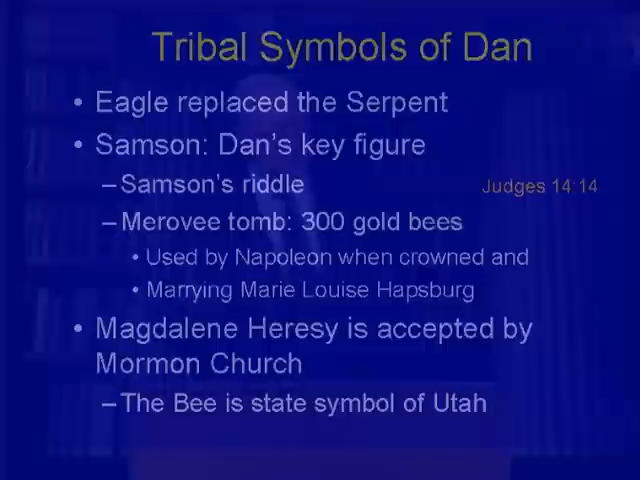 Tribal Symbols of Dan
• Eagle replaced the Serpent
• Samson: Dan's key figure
–Samson's riddle Judges 14:14
–Merovee tomb: 300 gold bees
• Used by Napoleon when crowned and
• Marrying Marie Louise Hapsburg
• Magdalene Heresy is accepted by
Mormon Church
–The Bee is state symbol of Utah